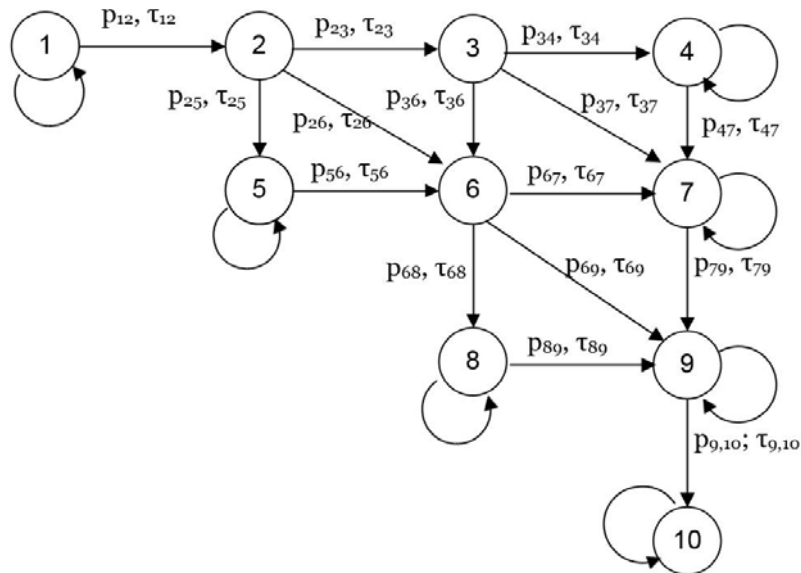 1
p₁₂, τ₁₂
2
p₂₃, τ₂₃
3
p₃₄, τ₃₄
4
p₂₅, τ₂₅
p₂₆, τ₂₆
p₃₆, τ₃₆
p₃₇, τ₃₇
p₄₇, τ₄₇
5
p₅₆, τ₅₆
6
p₆₇, τ₆₇
7
p₆₈, τ₆₈
p₆₉, τ₆₉
p₇₉, τ₇₉
8
p₈₉, τ₈₉
9
p₉,₁₀; τ₉,₁₀
10